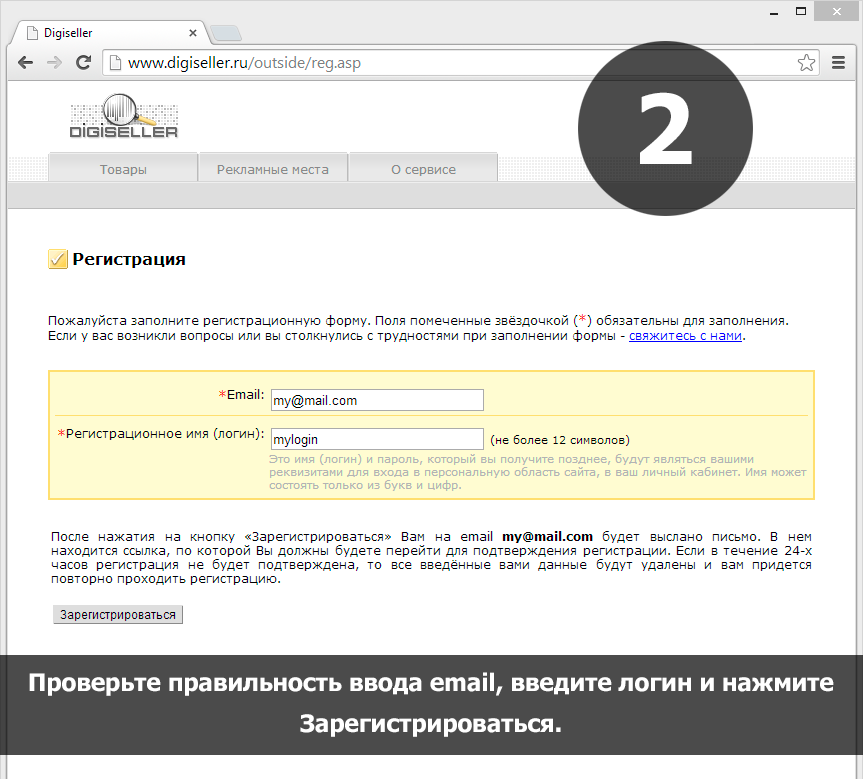 Digiseller
www.digiseller.ru/outside/reg.asp
2
DIGISELLER
Товары
Рекламные места
О сервисе
Регистрация
Пожалуйста заполните регистрационную форму. Поля помеченные звёздочкой (*) обязательны для заполнения.
Если у вас возникли вопросы или вы столкнулись с трудностями при заполнении формы - свяжитесь с нами.
*Email: my@mail.com
*Регистрационное имя (логин): mylogin (не более 12 символов)
Это имя (логин) и пароль, который вы получите позднее, будут являться вашими
реквизитами для входа в персональную область сайта, в ваш личный кабинет. Имя может
состоять только из букв и цифр.
После нажатия на кнопку «Зарегистрироваться» Вам на email my@mail.com будет выслано письмо. В нем
находится ссылка, по которой Вы должны будете перейти для подтверждения регистрации. Если в течение 24-х
часов регистрация не будет подтверждена, то все введённые вами данные будут удалены и вам придется
повторно проходить регистрацию.
Зарегистрироваться
Проверьте правильность ввода email, введите логин и нажмите
Зарегистрироваться.